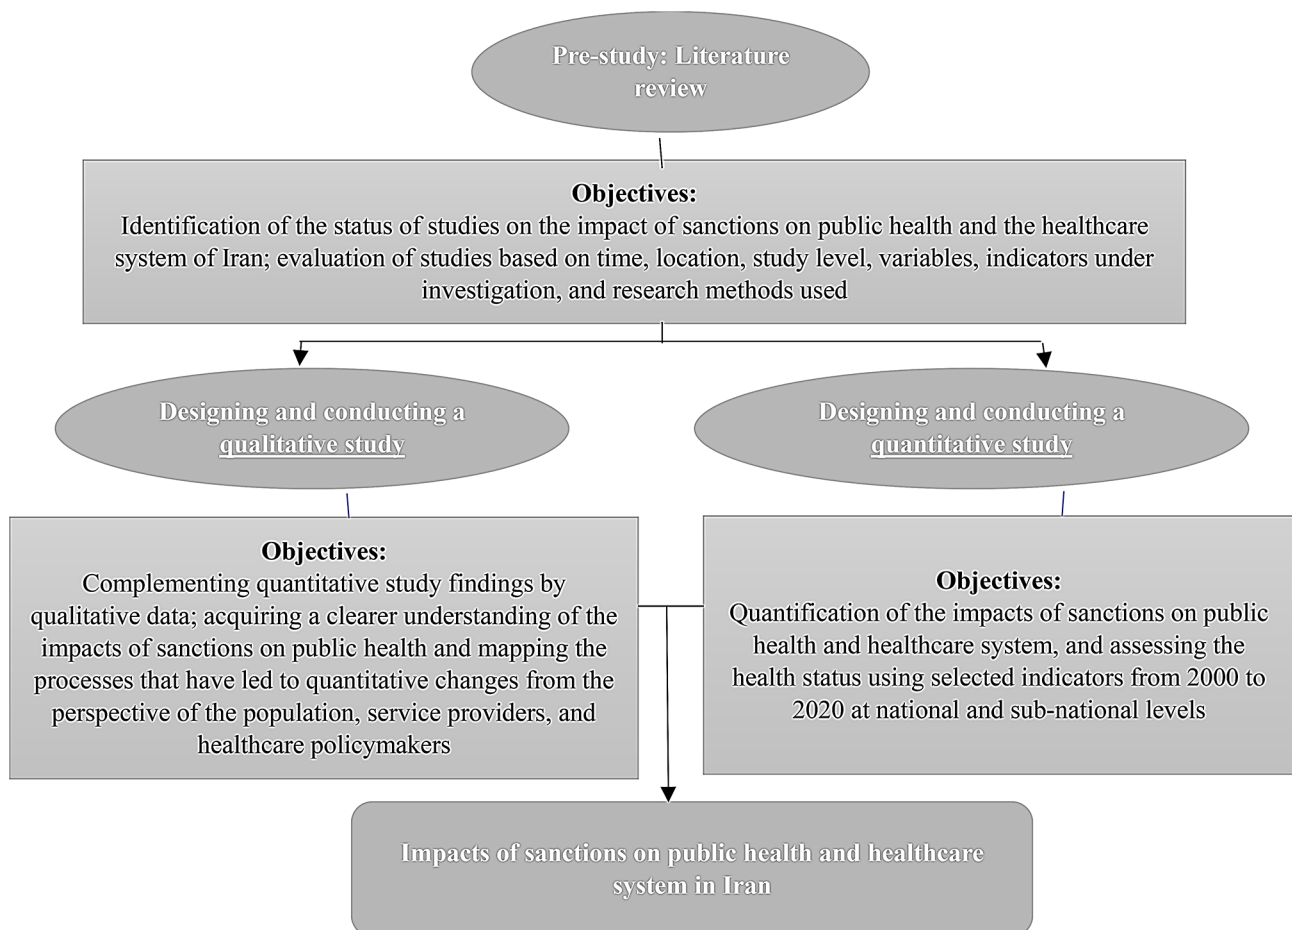 Pre-study: Literature
review
Objectives:
Identification of the status of studies on the impact of sanctions on public health and the healthcare
system of Iran; evaluation of studies based on time, location, study level, variables, indicators under
investigation, and research methods used
Designing and conducting a
qualitative study
Designing and conducting a
quantitative study
Objectives:
Complementing quantitative study findings by
qualitative data; acquiring a clearer understanding of the
impacts of sanctions on public health and mapping the
processes that have led to quantitative changes from the
perspective of the population, service providers, and
healthcare policymakers
Objectives:
Quantification of the impacts of sanctions on public
health and healthcare system, and assessing the
health status using selected indicators from 2000 to
2020 at national and sub-national levels
Impacts of sanctions on public health and healthcare
system in Iran